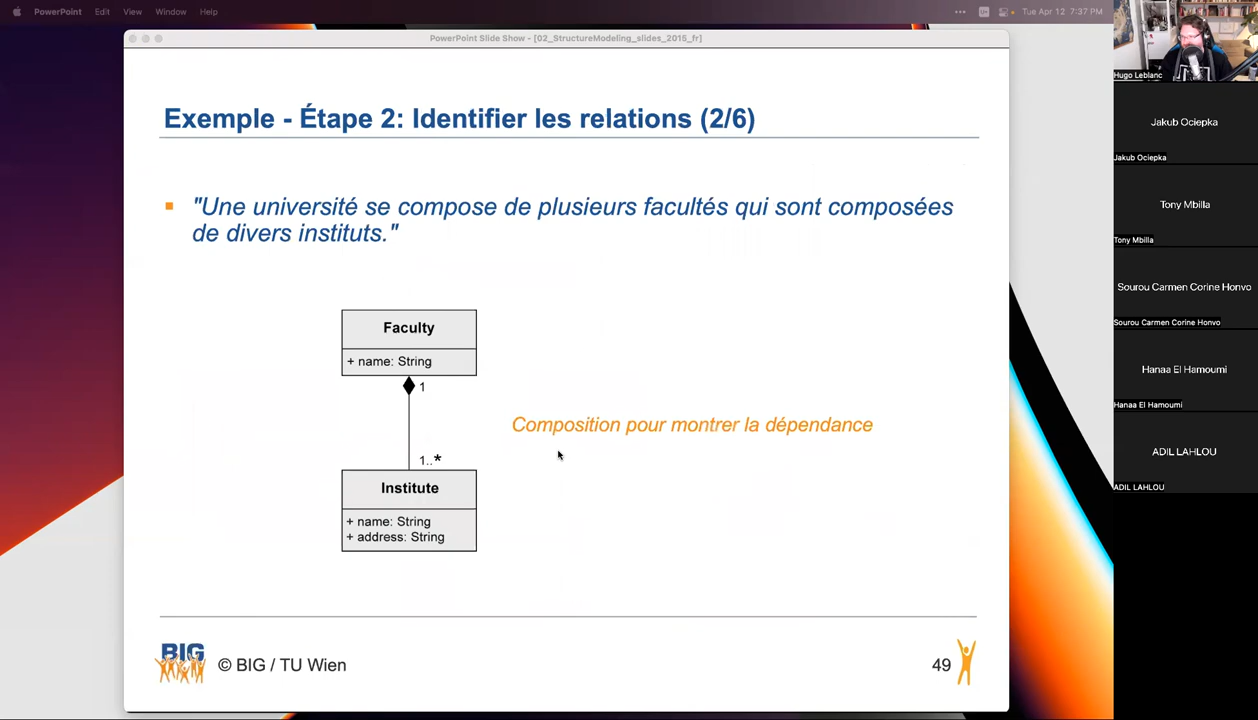 PowerPoint Edit View Window Help
Tue Apr 12 7:37 PM
PowerPoint Slide Show - [02_StructureModeling_slides_2015_fr]
Exemple - Étape 2: Identifier les relations (2/6)
"Une université se compose de plusieurs facultés qui sont composées
de divers instituts."
Faculty
+ name: String
1
Composition pour montrer la dépendance
1..*
Institute
+ name: String
+ address: String
BIG
© BIG / TU Wien
49
Hugo Leblanc
Jakub Ociepka
Jakub Ociepka
Tony Mbilla
Tony Mbilla
Sourou Carmen Corine Honvo
Sourou Carmen Corine Honvo
Hanaa El Hamoumi
Hanaa El Hamoumi
ADIL LAHLOU
ADIL LAHLOU